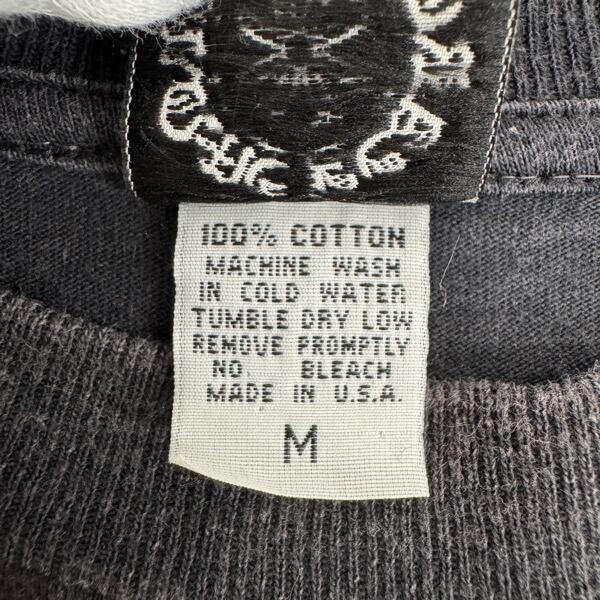 100% COTTON
MACHINE WASH
IN COLD WATER
TUMBLE DRY LOW
REMOVE PROMPTLY
NO. BLEACH
MADE IN U.S.A.
M